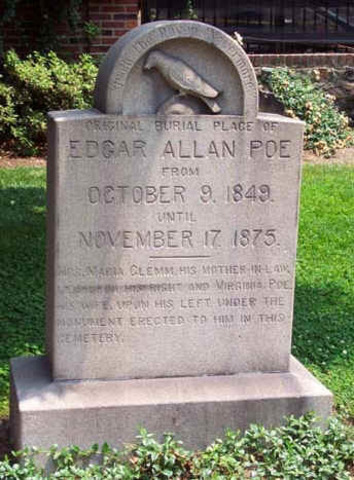 Quoth the Raven, Nevermore
ORIGINAL BURIAL PLACE OF
EDGAR ALLAN POE
FROM
OCTOBER 9. 1849.
UNTIL
NOVEMBER 17. 1875.
MRS. MARIA CLEMM, HIS MOTHER-IN-LAW,
UPON HIS RIGHT AND VIRGINIA POE,
HIS WIFE, UPON HIS LEFT UNDER THE
MONUMENT ERECTED TO HIM IN THIS
CEMETERY.